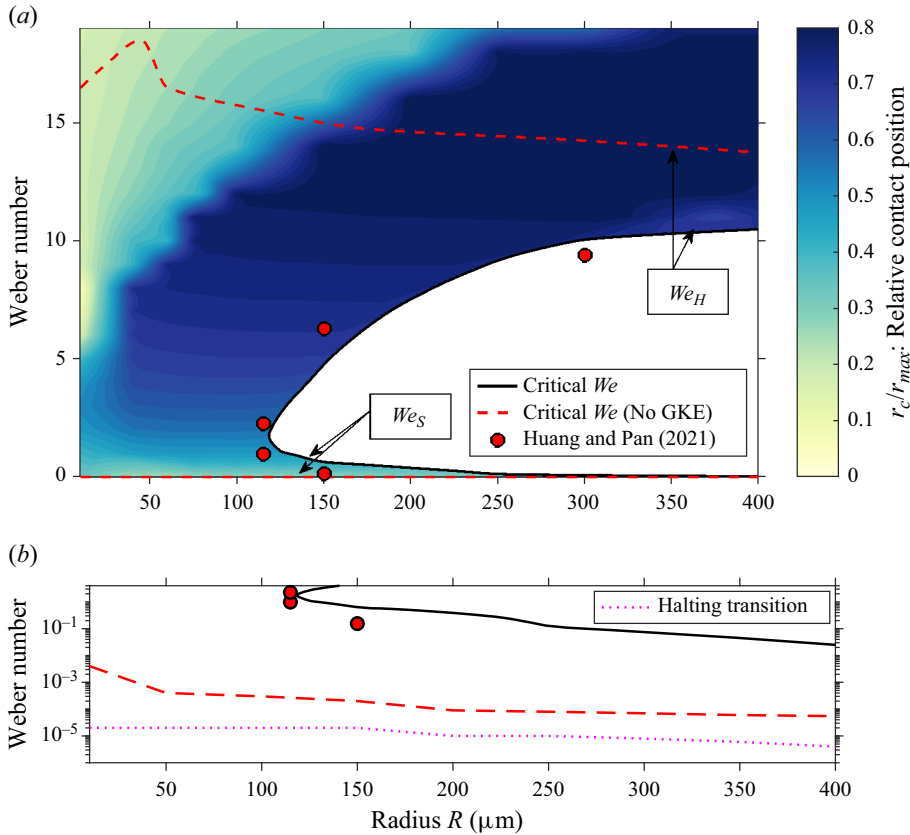 (a)
Weber number
15
10
5
0
50
100
150
200
250
300
350
400
We_H
We_S
Critical We
Critical We (No GKE)
Huang and Pan (2021)
0.8
0.7
0.6
0.5
0.4
0.3
0.2
0.1
0
r_c/r_max: Relative contact position
(b)
Weber number
10^–1
10^–3
10^–5
Halting transition
50
100
150
200
250
300
350
400
Radius R (μm)